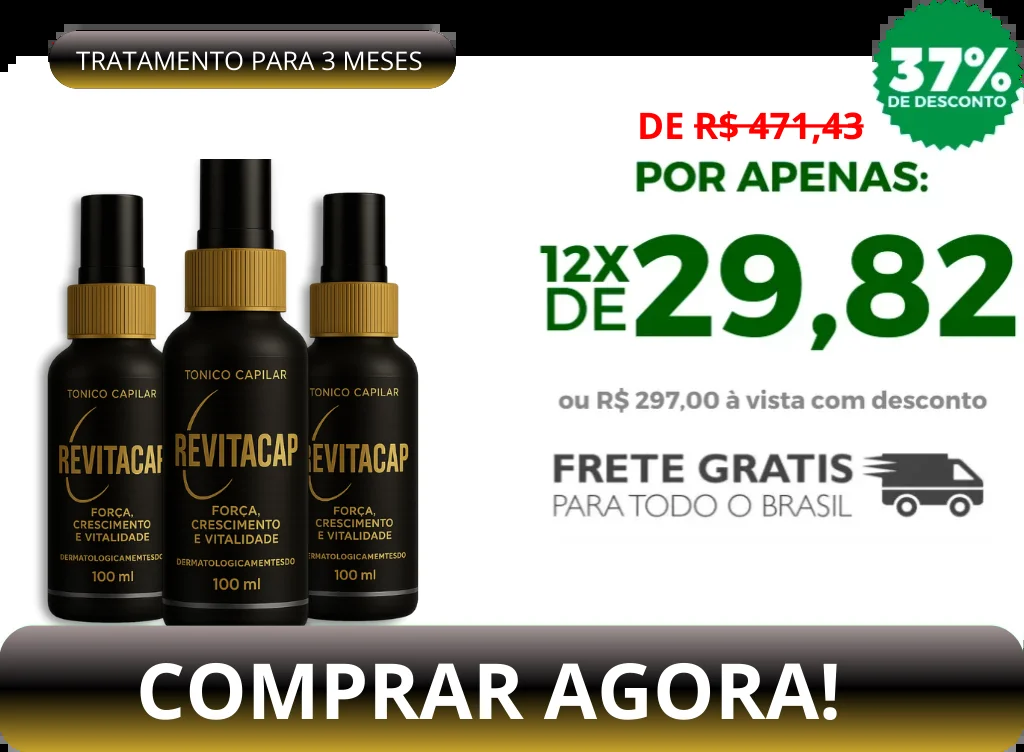 TRATAMENTO PARA 3 MESES
37%
DE DESCONTO
DE R$ 471,43
POR APENAS:
12X
DE 29,82
ou R$ 297,00 à vista com desconto
FRETE GRATIS
PARA TODO O BRASIL
TONICO CAPILAR
REVITACAP
FORÇA,
CRESCIMENTO
E VITALIDADE
DERMATOLOGICAMEMTESDO
100 ml
TONICO CAPILAR
REVITACAP
FORÇA,
CRESCIMENTO
E VITALIDADE
DERMATOLOGICAMEMTESDO
100 ml
TONICO CAPILAR
REVITACAP
FORÇA,
CRESCIMENTO
E VITALIDADE
ERMATOLOGICAMEMTESDO
100 ml
COMPRAR AGORA!